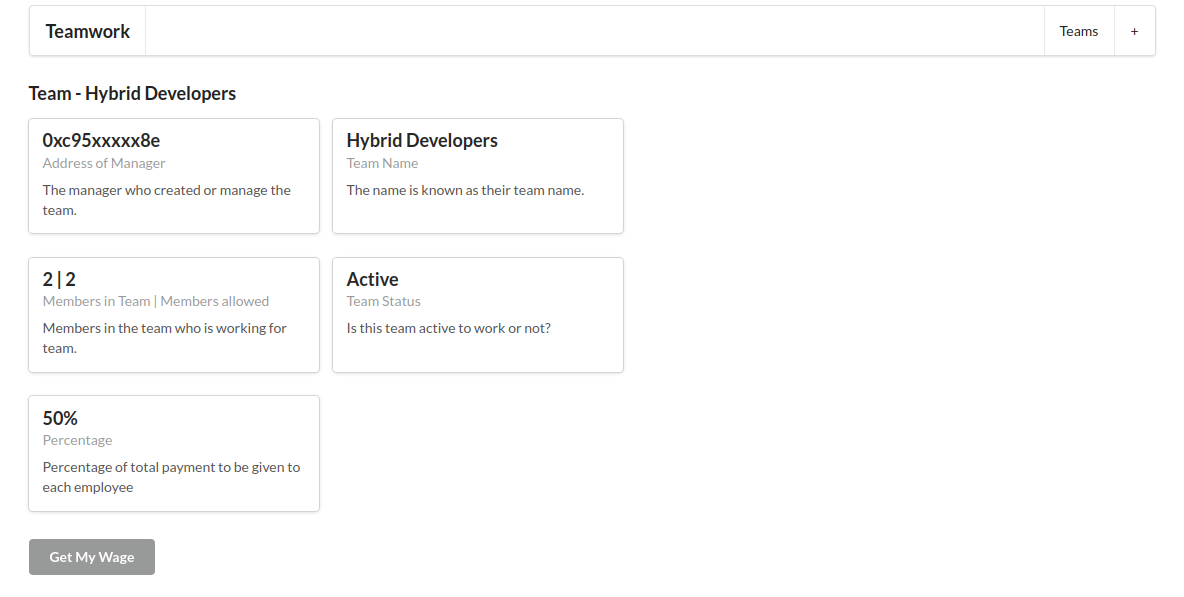 Teamwork
Teams
+
Team - Hybrid Developers
0xc95xxxxx8e
Address of Manager
The manager who created or manage the
team.
Hybrid Developers
Team Name
The name is known as their team name.
2 | 2
Members in Team | Members allowed
Members in the team who is working for
team.
Active
Team Status
Is this team active to work or not?
50%
Percentage
Percentage of total payment to be given to
each employee
Get My Wage